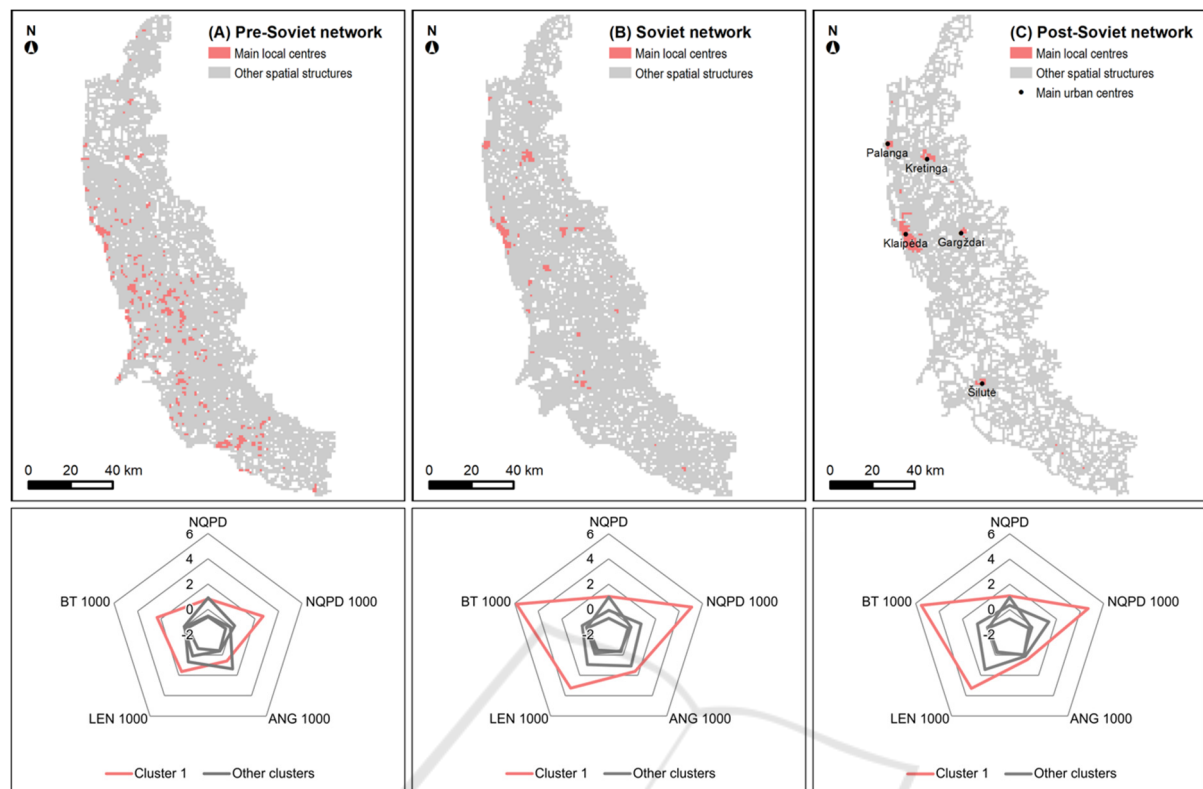 N
(A) Pre-Soviet network
Main local centres
Other spatial structures
0 20 40 km
N
(B) Soviet network
Main local centres
Other spatial structures
0 20 40 km
N
(C) Post-Soviet network
Main local centres
Other spatial structures
Main urban centres
Palanga
Kretinga
Klaipėda
Gargždai
Šilutė
0 20 40 km
NQPD
6
4
2
0
-2
BT 1000
NQPD 1000
LEN 1000
ANG 1000
Cluster 1
Other clusters
NQPD
6
4
2
0
-2
BT 1000
NQPD 1000
LEN 1000
ANG 1000
Cluster 1
Other clusters
NQPD
6
4
2
0
-2
BT 1000
NQPD 1000
LEN 1000
ANG 1000
Cluster 1
Other clusters